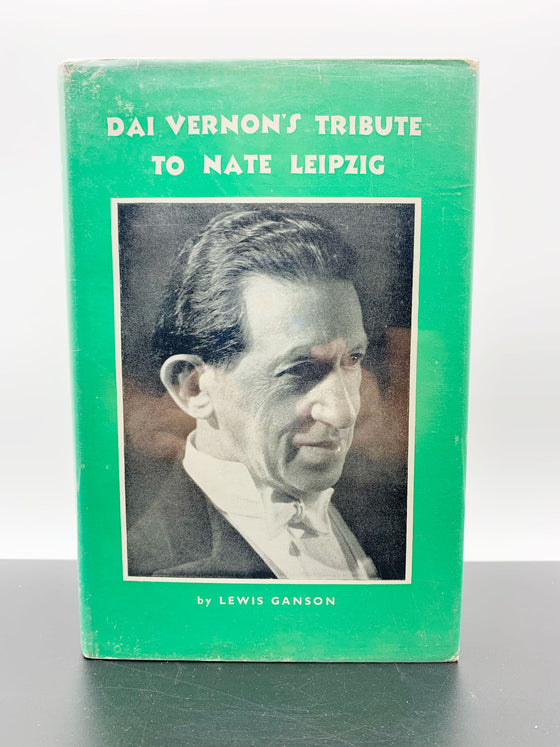 DAI VERNON'S TRIBUTE
TO NATE LEIPZIG
by LEWIS GANSON